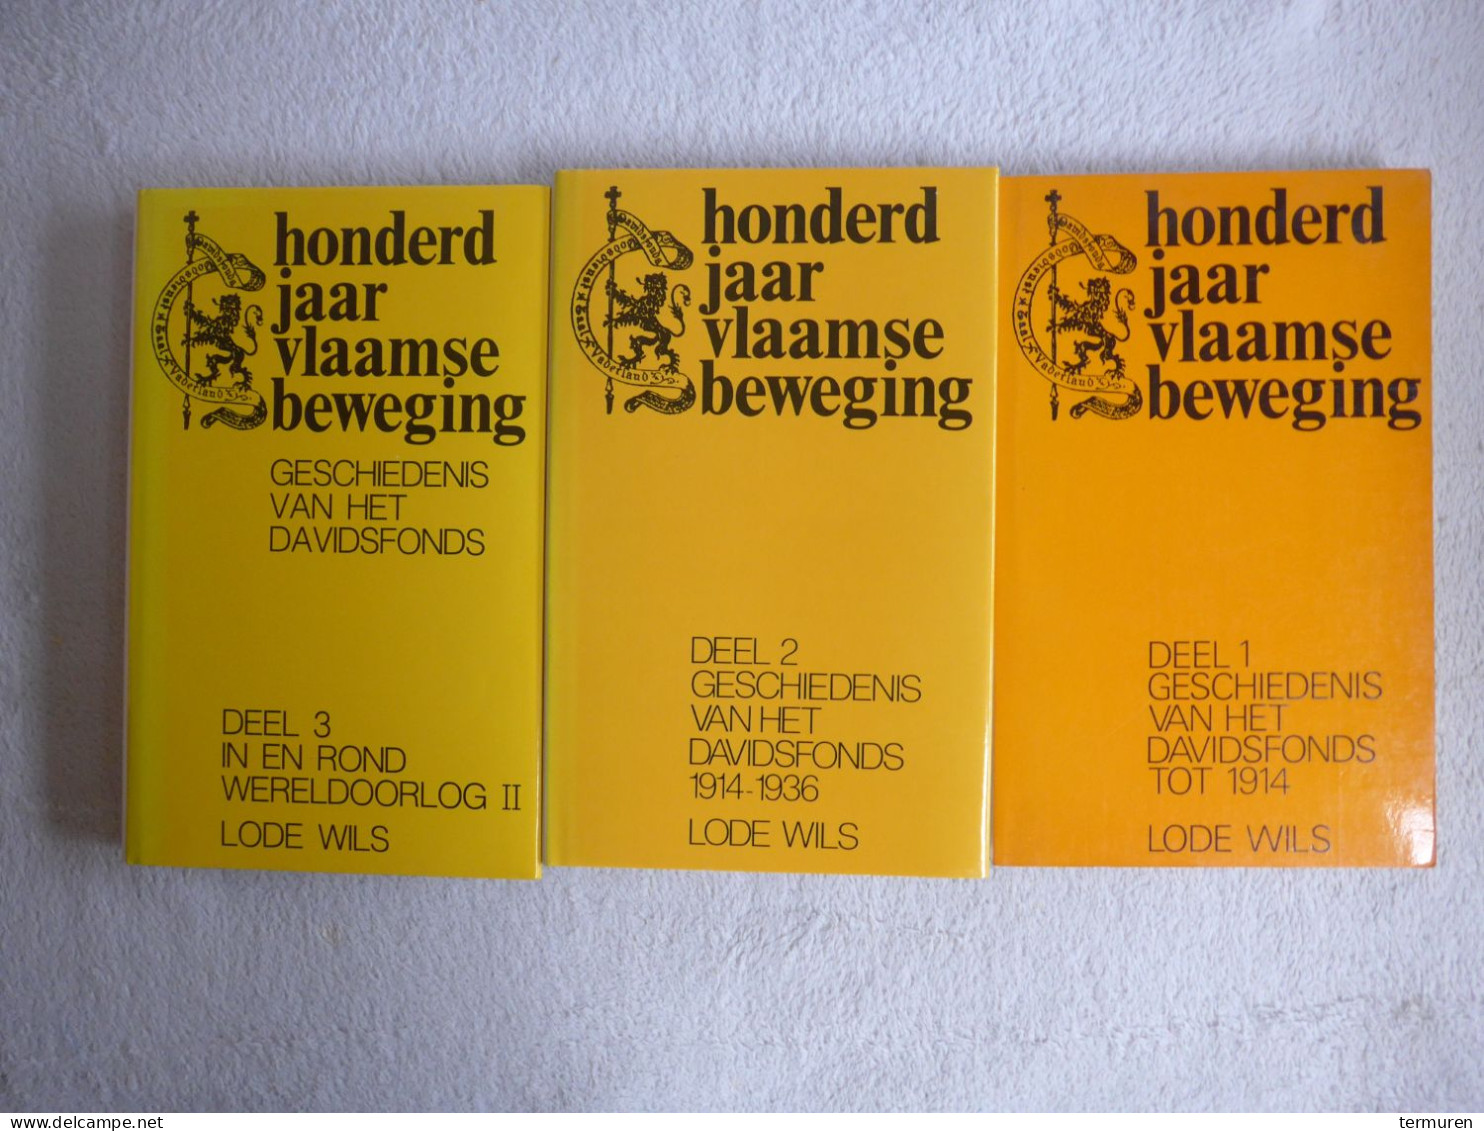 honderd
jaar
vlaamse
beweging
GESCHIEDENIS
VAN HET
DAVIDSFONDS
DEEL 3
IN EN ROND
WERELDOORLOG II
LODE WILS
honderd
jaar
vlaamse
beweging
DEEL 2
GESCHIEDENIS
VAN HET
DAVIDSFONDS
1914-1936
LODE WILS
honderd
jaar
vlaamse
beweging
DEEL 1
GESCHIEDENIS
VAN HET
DAVIDSFONDS
TOT 1914
LODE WILS
delcampe.net
termuren